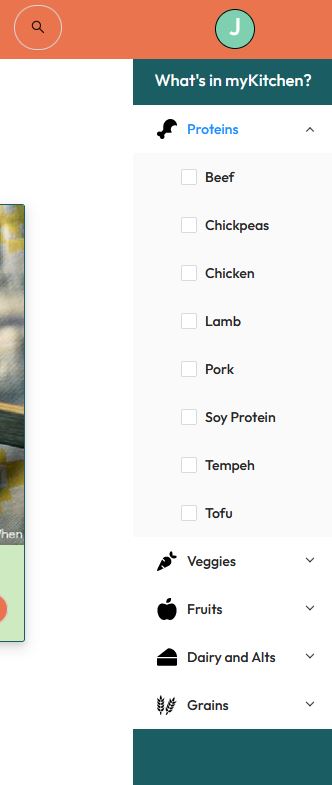 J
What's in myKitchen?
Proteins
Beef
Chickpeas
Chicken
Lamb
Pork
Soy Protein
Tempeh
Tofu
Veggies
Fruits
Dairy and Alts
Grains